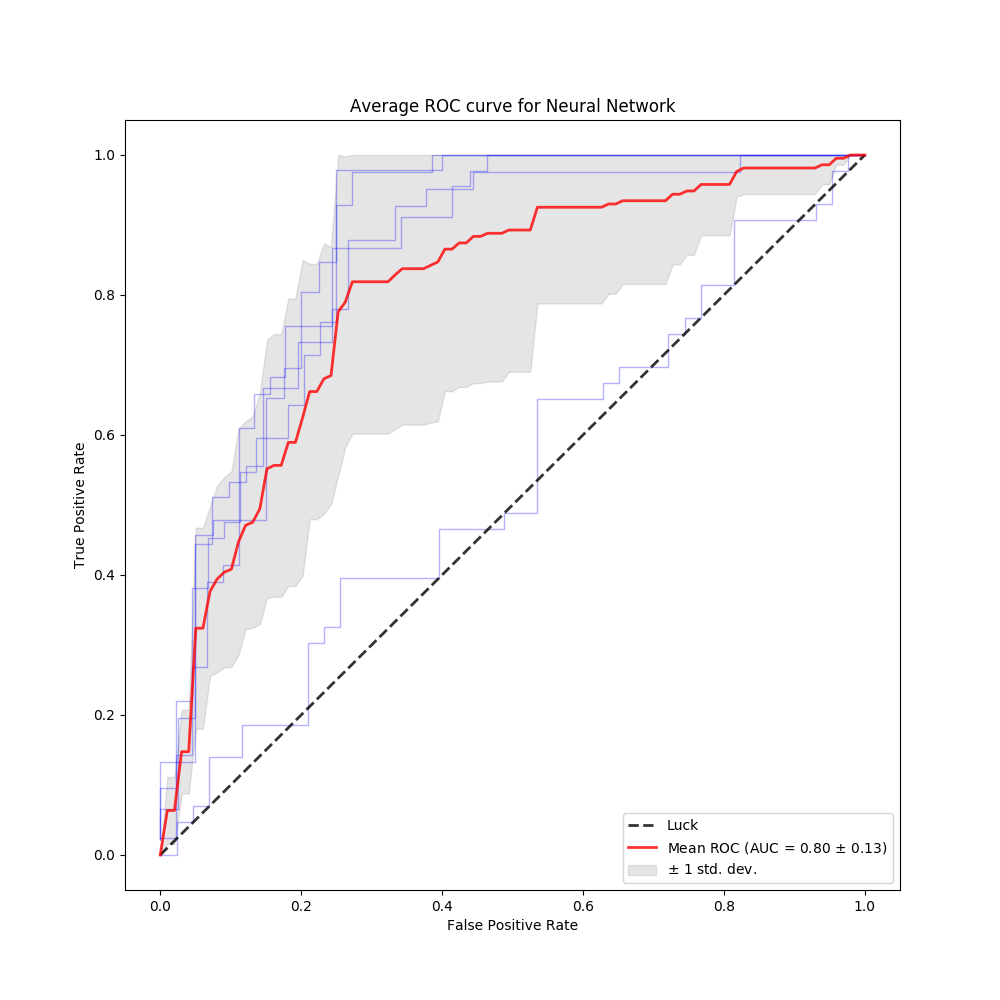 Average ROC curve for Neural Network
1.0
0.8
0.6
0.4
0.2
0.0
True Positive Rate
0.0 0.2 0.4 0.6 0.8 1.0
False Positive Rate
Luck
Mean ROC (AUC = 0.80 ± 0.13)
± 1 std. dev.